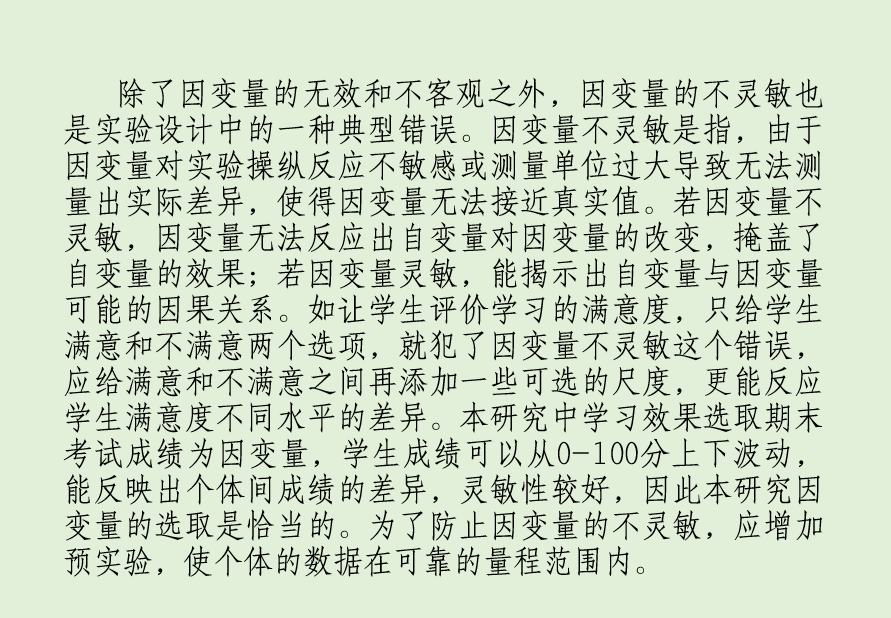 除了因变量的无效和不客观之外，因变量的不灵敏也
是实验设计中的一种典型错误。因变量不灵敏是指，由于
因变量对实验操纵反应不敏感或测量单位过大导致无法测
量出实际差异，使得因变量无法接近真实值。若因变量不
灵敏，因变量无法反应出自变量对因变量的改变，掩盖了
自变量的效果；若因变量灵敏，能揭示出自变量与因变量
可能的因果关系。如让学生评价学习的满意度，只给学生
满意和不满意两个选项，就犯了因变量不灵敏这个错误，
应给满意和不满意之间再添加一些可选的尺度，更能反应
学生满意度不同水平的差异。本研究中学习效果选取期末
考试成绩为因变量，学生成绩可以从0—100分上下波动，
能反映出个体间成绩的差异，灵敏性较好，因此本研究因
变量的选取是恰当的。为了防止因变量的不灵敏，应增加
预实验，使个体的数据在可靠的量程范围内。